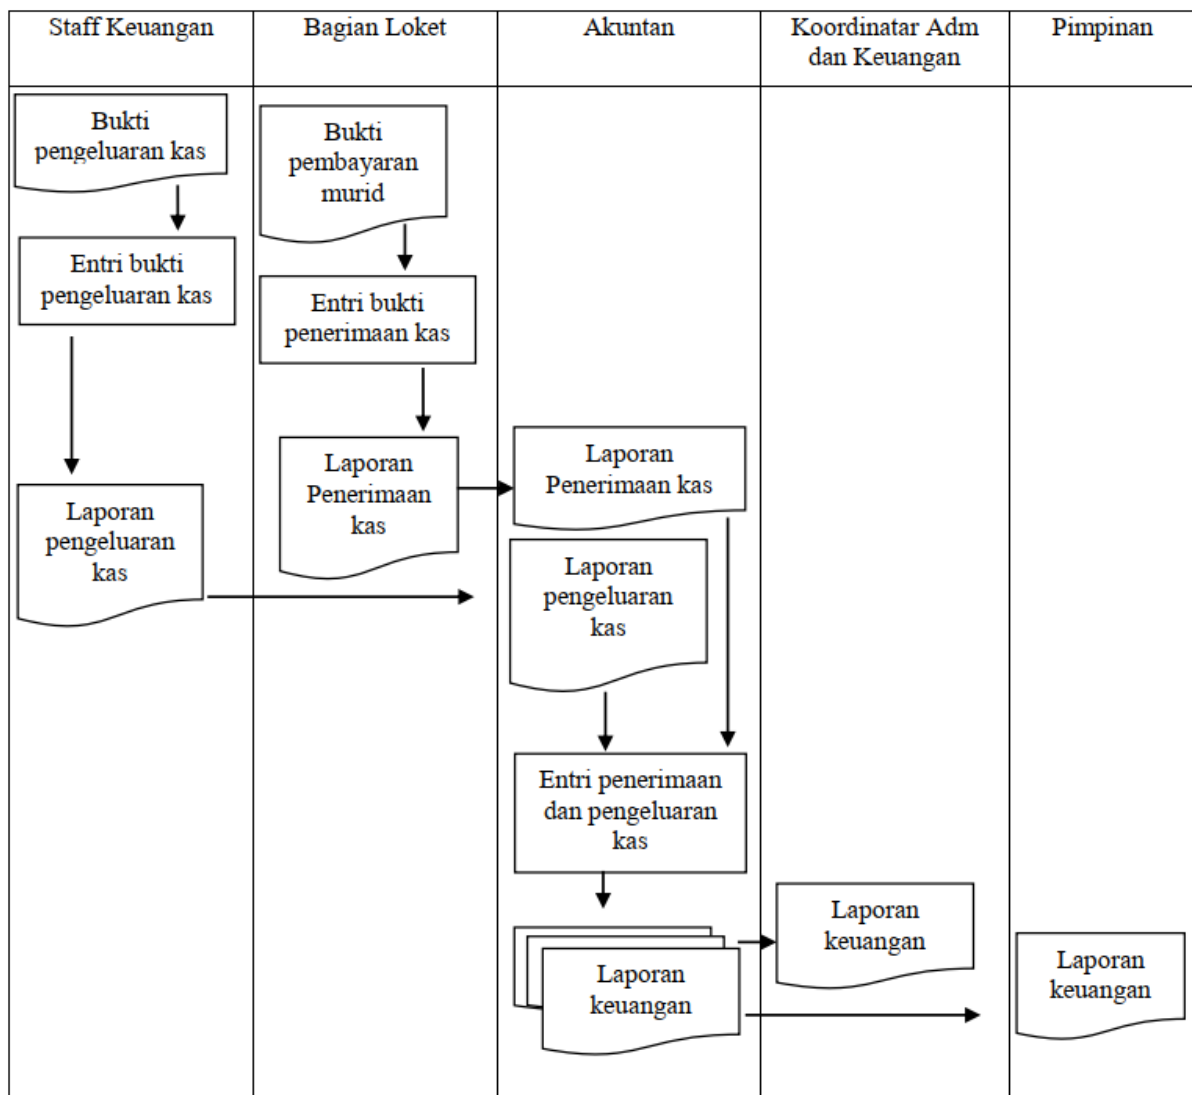 Staff Keuangan
Bagian Loket
Akuntan
Koordinatar Adm
dan Keuangan
Pimpinan
Bukti
pengeluaran kas
Entri bukti
pengeluaran kas
Laporan
pengeluaran
kas
Bukti
pembayaran
murid
Entri bukti
penerimaan kas
Laporan
Penerimaan
kas
Laporan
Penerimaan kas
Laporan
pengeluaran
kas
Entri penerimaan
dan pengeluaran
kas
Laporan
keuangan
Laporan
keuangan
Laporan
keuangan